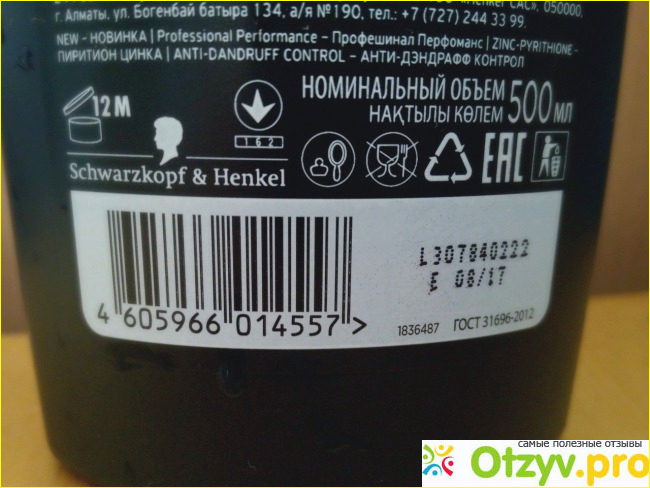 г. Алматы, ул. Богенбай батыра 134, а/я №190, тел.: +7 (727) 244 33 99.
NEW - НОВИНКА | Professional Performance - Профешинал Перфоманс | ZINC-PYRITHIONE -
ПИРИТИОН ЦИНКА | ANTI-DANDRUFF CONTROL - АНТИ-ДЭНДРАФФ КОНТРОЛ
НОМИНАЛЬНЫЙ ОБЪЕМ
НАҚТЫЛЫ КӨЛЕМ 500 МЛ
12M
162
EAC
Schwarzkopf & Henkel
L307840222
E 08/17
4 605966 014557 >
1836487 ГОСТ 31696-2012
самые полезные отзывы
Otzyv.pro